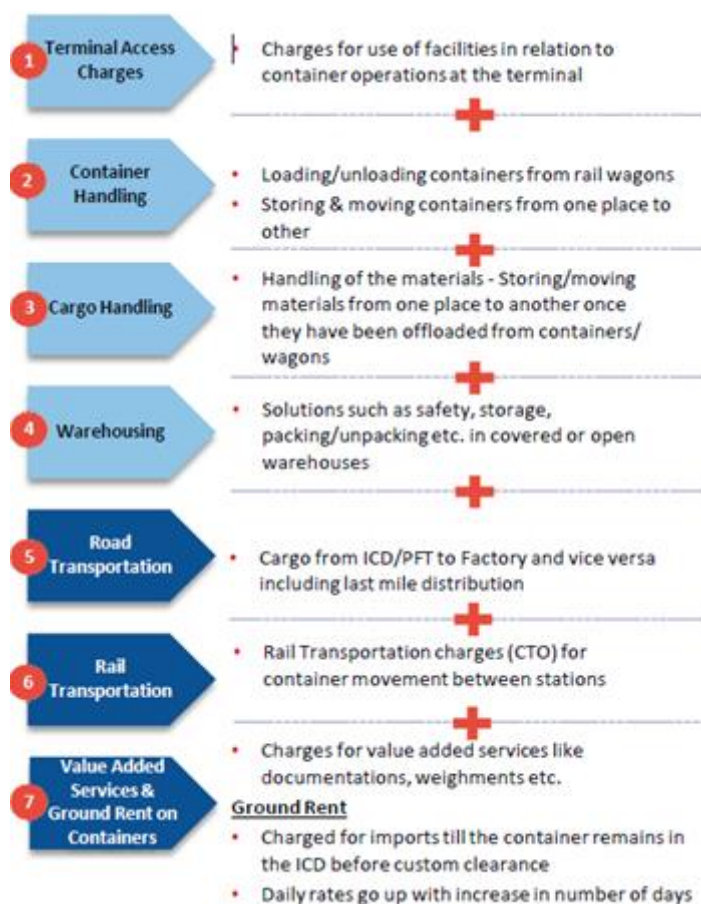 1
Terminal Access
Charges
• Charges for use of facilities in relation to
container operations at the terminal
2
Container
Handling
• Loading/unloading containers from rail wagons
• Storing & moving containers from one place to
other
3
Cargo Handling
• Handling of the materials - Storing/moving
materials from one place to another once
they have been offloaded from containers/
wagons
4
Warehousing
• Solutions such as safety, storage,
packing/unpacking etc. in covered or open
warehouses
5
Road
Transportation
• Cargo from ICD/PFT to Factory and vice versa
including last mile distribution
6
Rail
Transportation
• Rail Transportation charges (CTO) for
container movement between stations
7
Value Added
Services &
Ground Rent on
Containers
• Charges for value added services like
documentations, weighments etc.
Ground Rent
• Charged for imports till the container remains in
the ICD before custom clearance
• Daily rates go up with increase in number of days